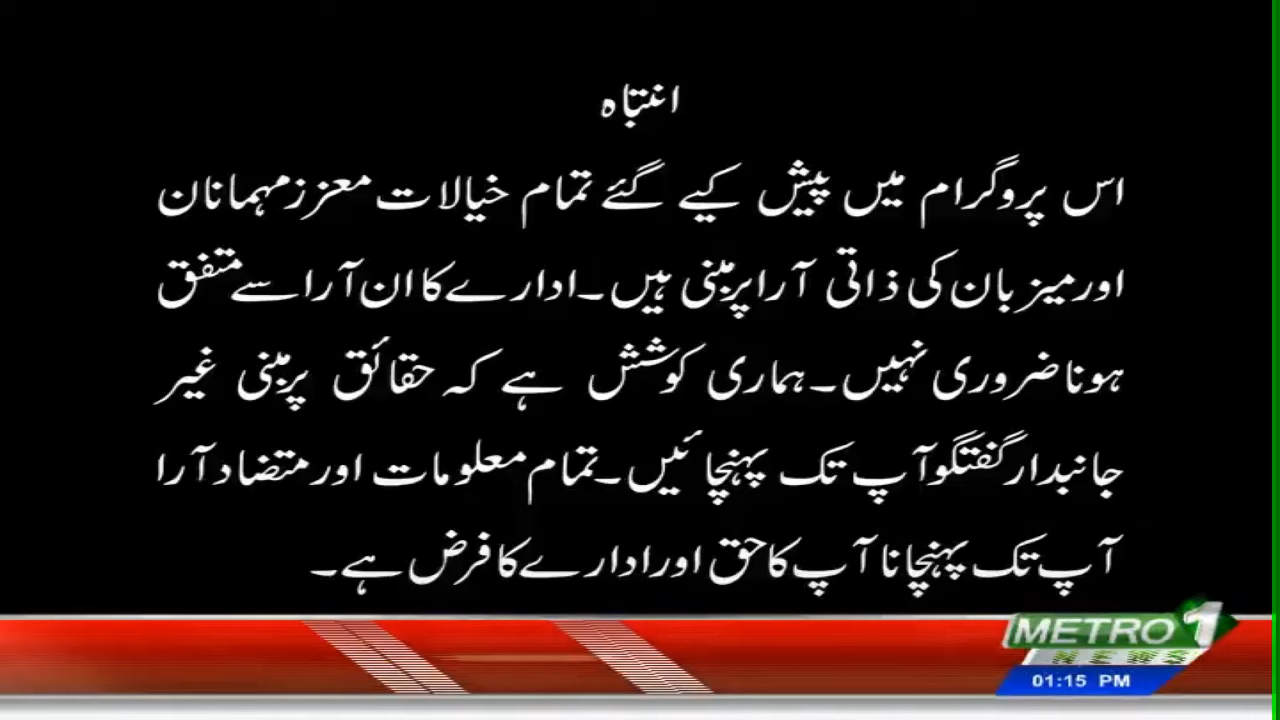 انتباہ
اس پروگرام میں پیش کیے گئے تمام خیالات معزز مہمانان
اور میزبان کی ذاتی آرا پر مبنی ہیں۔ ادارے کا ان آرا سے متفق
ہونا ضروری نہیں۔ ہماری کوشش ہے کہ حقائق پر مبنی غیر
جانبدار گفتگو آپ تک پہنچائیں۔ تمام معلومات اور متضاد آرا
آپ تک پہنچانا آپ کا حق اور ادارے کا فرض ہے۔
METRO 1
NEWS
01:15 PM